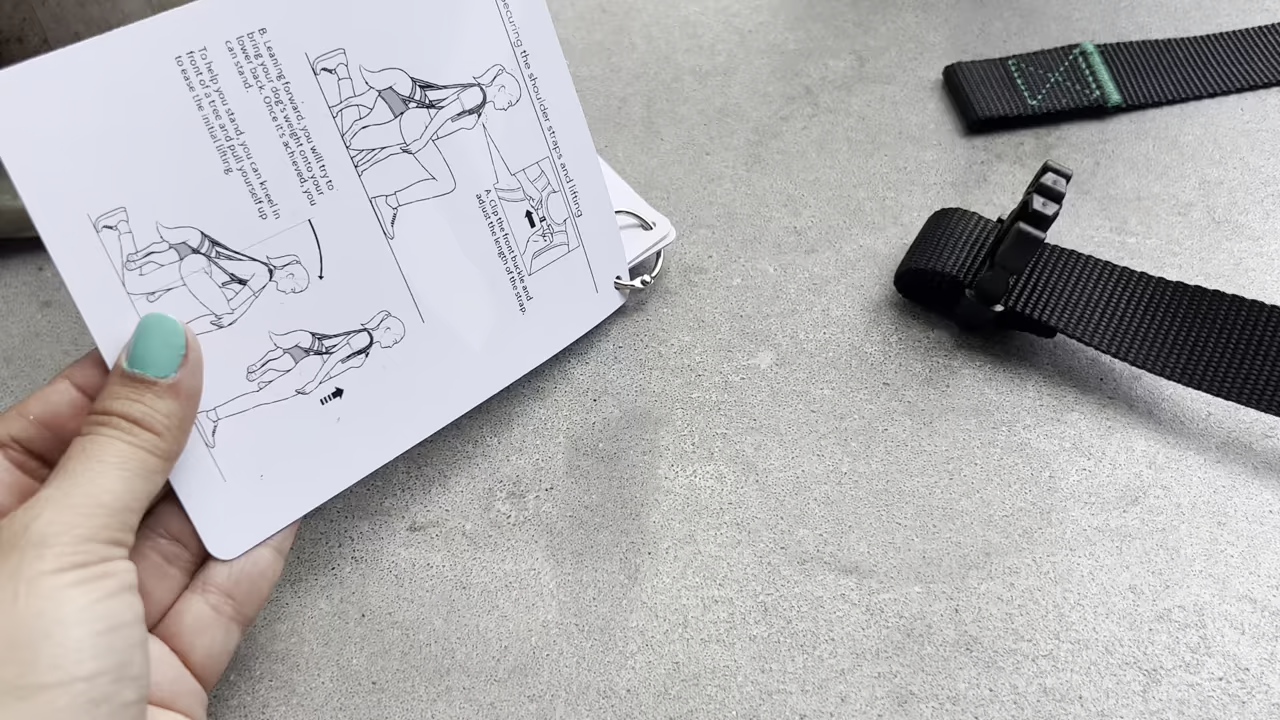 Securing the shoulder straps and lifting
A. Clip the front buckle and
adjust the length of the strap.
B. Leaning forward, you will try to
bring your dog's weight onto your
lower back. Once it's achieved, you
can stand.
To help you stand, you can kneel in
front of a tree and pull yourself up
to ease the initial lifting